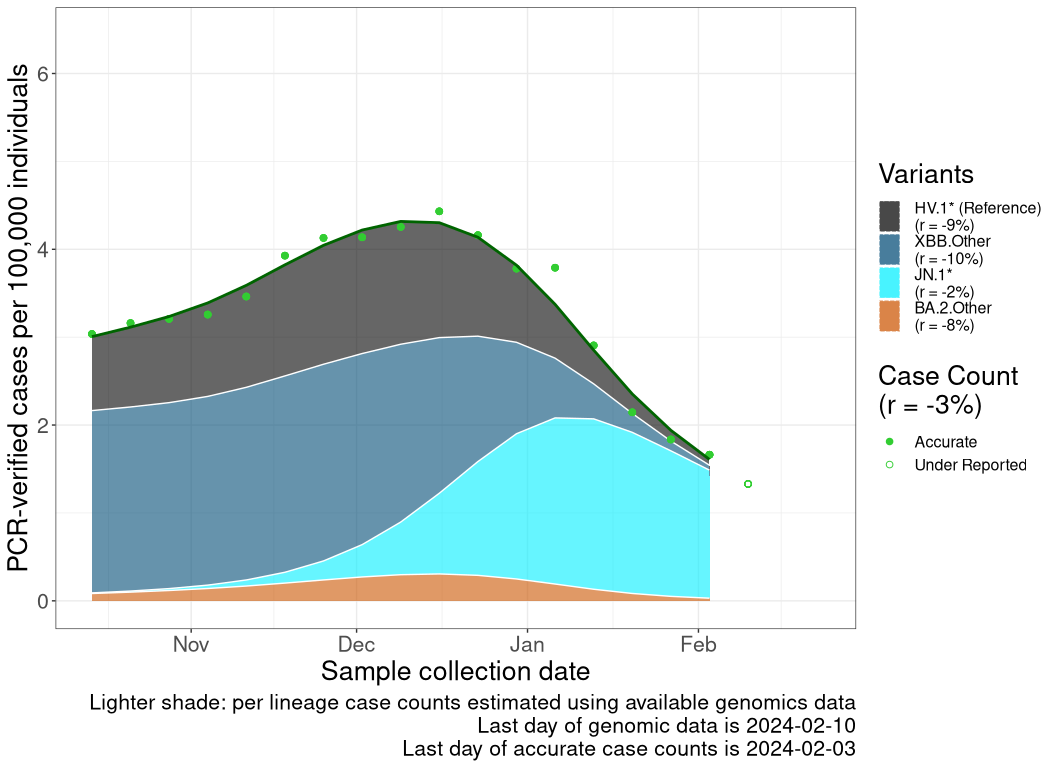 PCR-verified cases per 100,000 individuals
6
4
2
0
Nov
Dec
Jan
Feb
Sample collection date
Variants
HV.1* (Reference)
(r = -9%)
XBB.Other
(r = -10%)
JN.1*
(r = -2%)
BA.2.Other
(r = -8%)
Case Count
(r = -3%)
Accurate
Under Reported
Lighter shade: per lineage case counts estimated using available genomics data
Last day of genomic data is 2024-02-10
Last day of accurate case counts is 2024-02-03